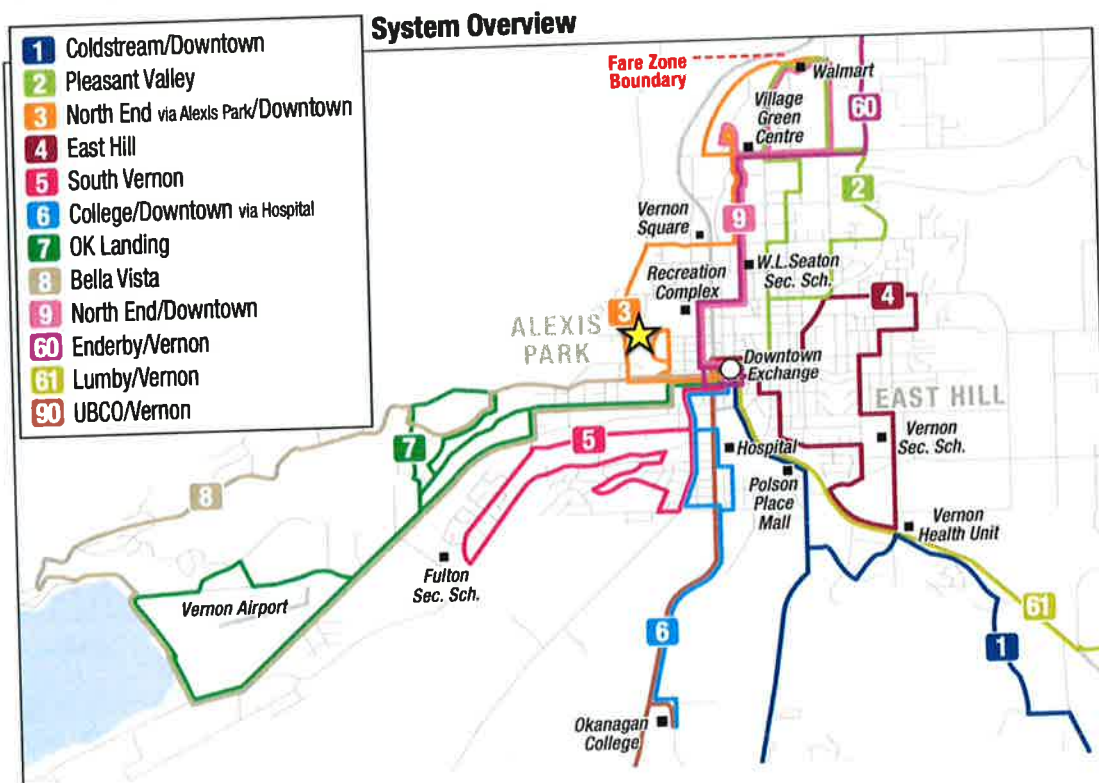 System Overview
1 Coldstream/Downtown
2 Pleasant Valley
3 North End via Alexis Park/Downtown
4 East Hill
5 South Vernon
6 College/Downtown via Hospital
7 OK Landing
8 Bella Vista
9 North End/Downtown
60 Enderby/Vernon
61 Lumby/Vernon
90 UBCO/Vernon
Fare Zone
Boundary
Walmart
Village
Green
Centre
60
2
Vernon
Square
9
W.L.Seaton
Sec. Sch.
Recreation
Complex
3
4
ALEXIS
PARK
Downtown
Exchange
EAST HILL
7
5
Hospital
Vernon
Sec. Sch.
8
Polson
Place
Mall
Vernon
Health Unit
Fulton
Sec. Sch.
Vernon Airport
61
6
1
Okanagan
College